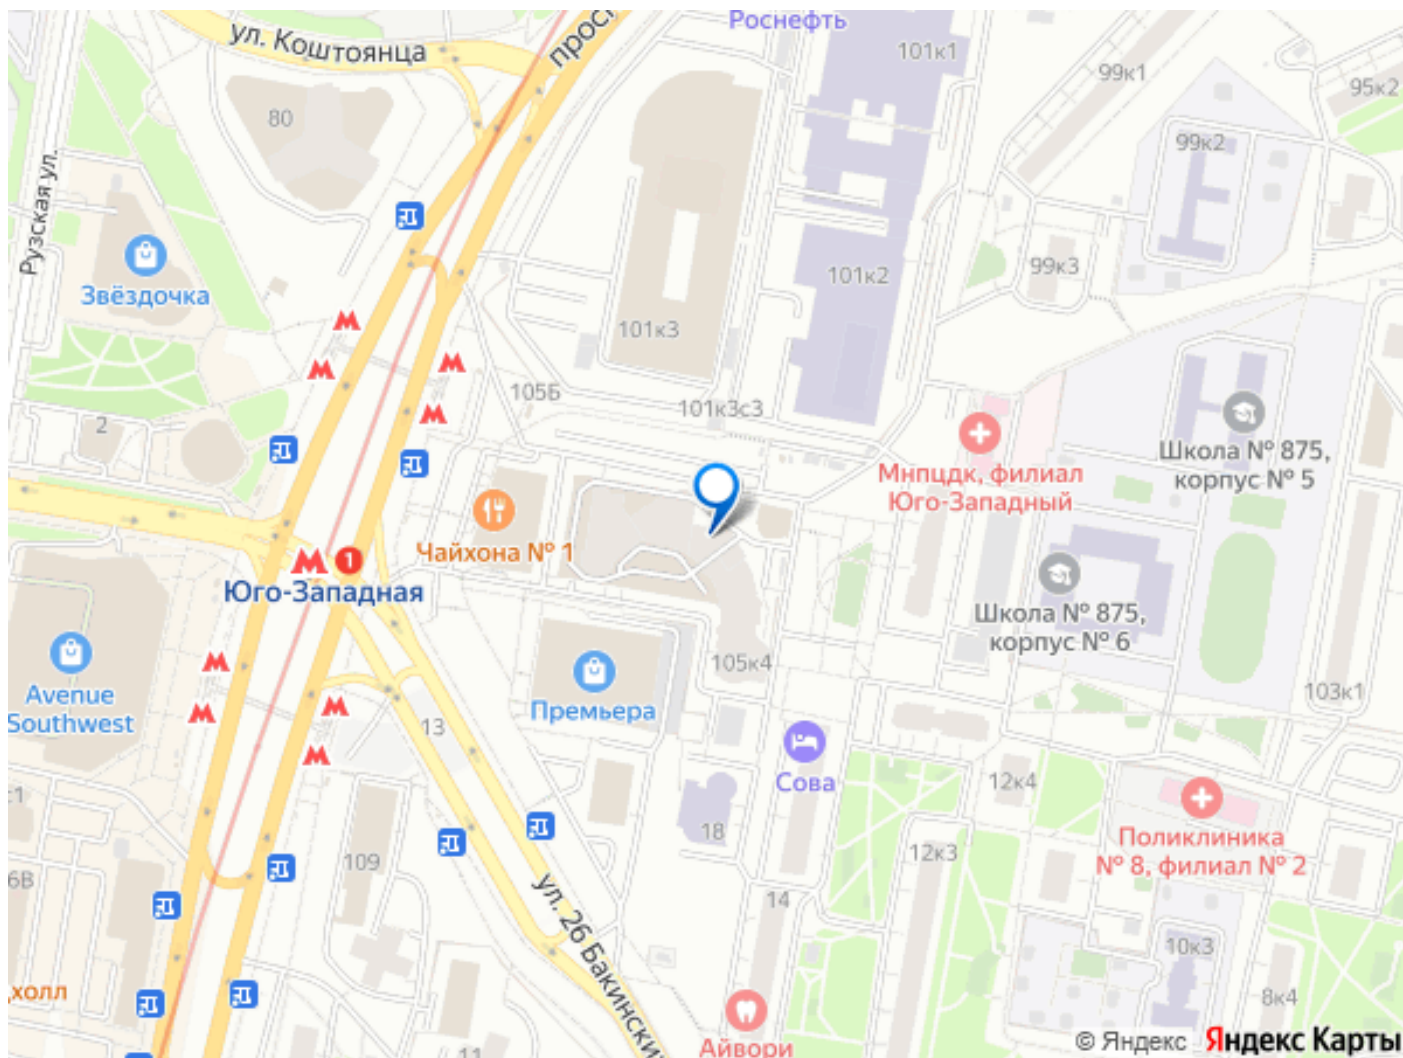 Роснефть
ул. Коштоянца
101к1
99к1
95к2
80
99к2
Рузская ул.
99к3
101к2
Звёздочка
101к3
105Б
101к3с3
2
Школа № 875,
корпус № 5
Мнпцдк, филиал
Юго-Западный
Чайхона № 1
1
Юго-Западная
Школа № 875,
корпус № 6
105к4
103к1
Avenue
Southwest
Премьера
13
Сова
12к4
18
Поликлиника
№ 8, филиал № 2
12к3
109
14
ул. 26 Бакински
10к3
8к4
Айвори
11
© Яндекс
Яндекс Карты